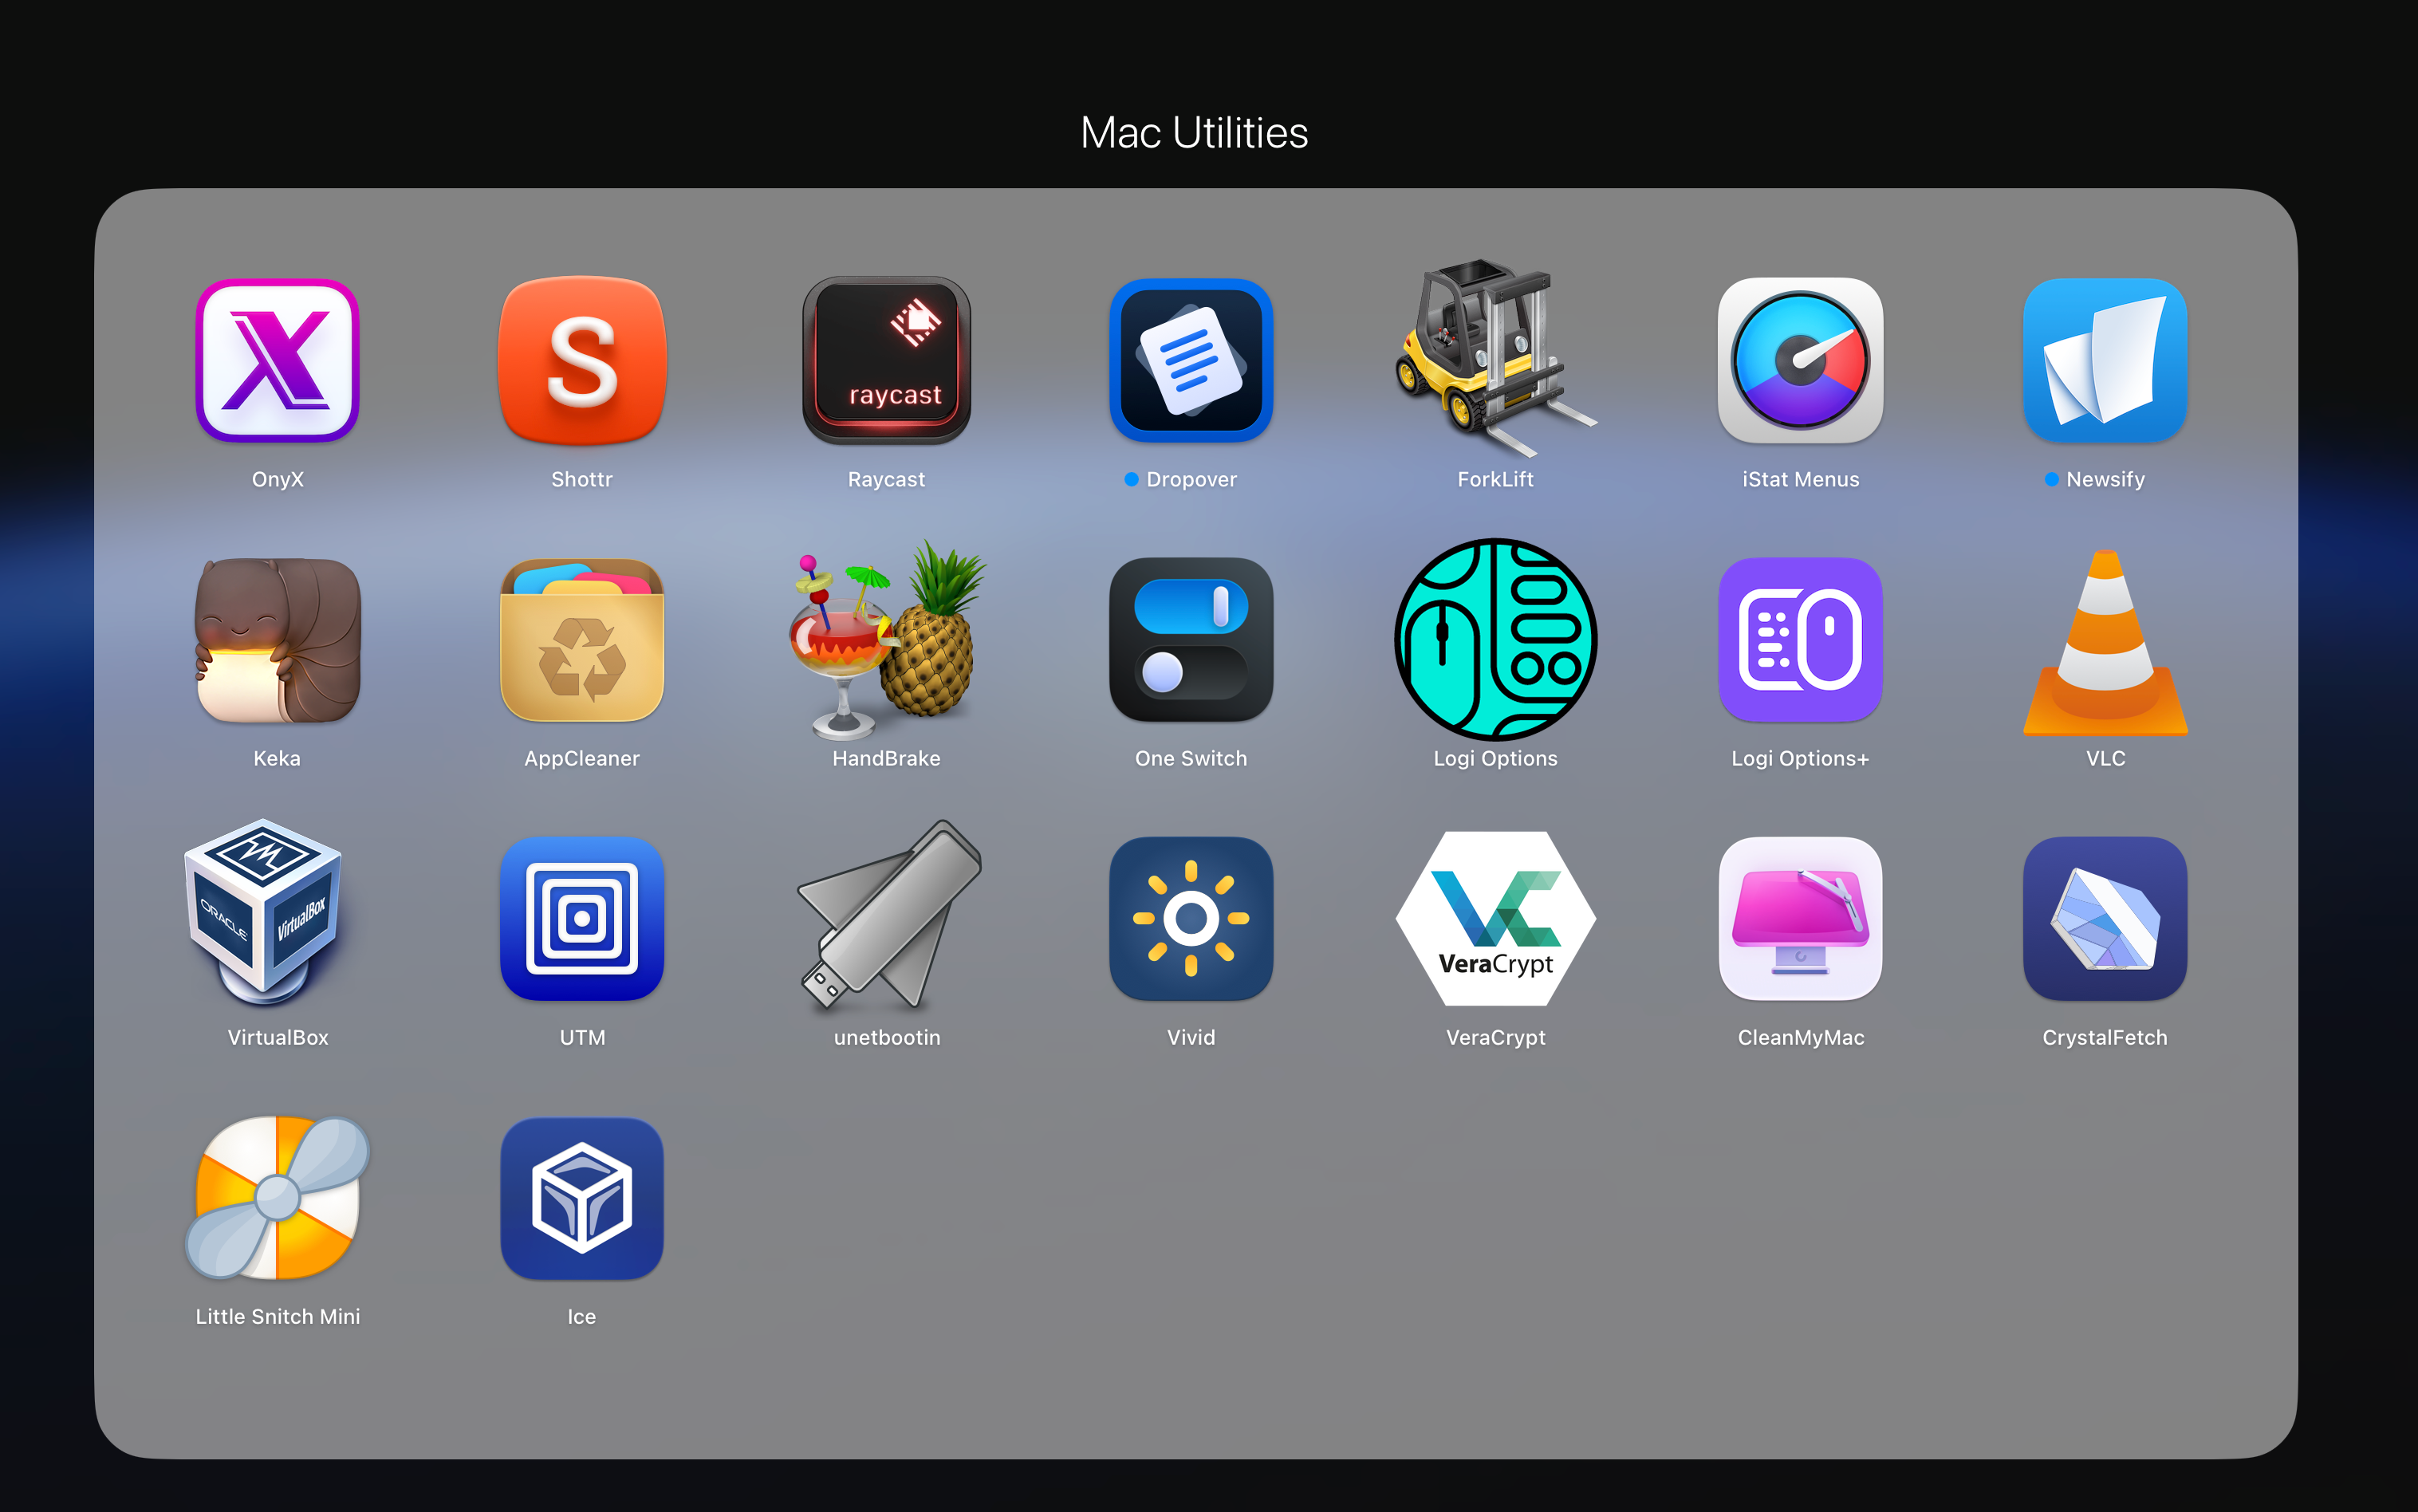 Mac Utilities
S
raycast
OnyX
Shottr
Raycast
Dropover
ForkLift
iStat Menus
Newsify
Keka
AppCleaner
HandBrake
One Switch
Logi Options
Logi Options+
VLC
ORACLE
VirtualBox
VC
VeraCrypt
VirtualBox
UTM
unetbootin
Vivid
VeraCrypt
CleanMyMac
CrystalFetch
Little Snitch Mini
Ice